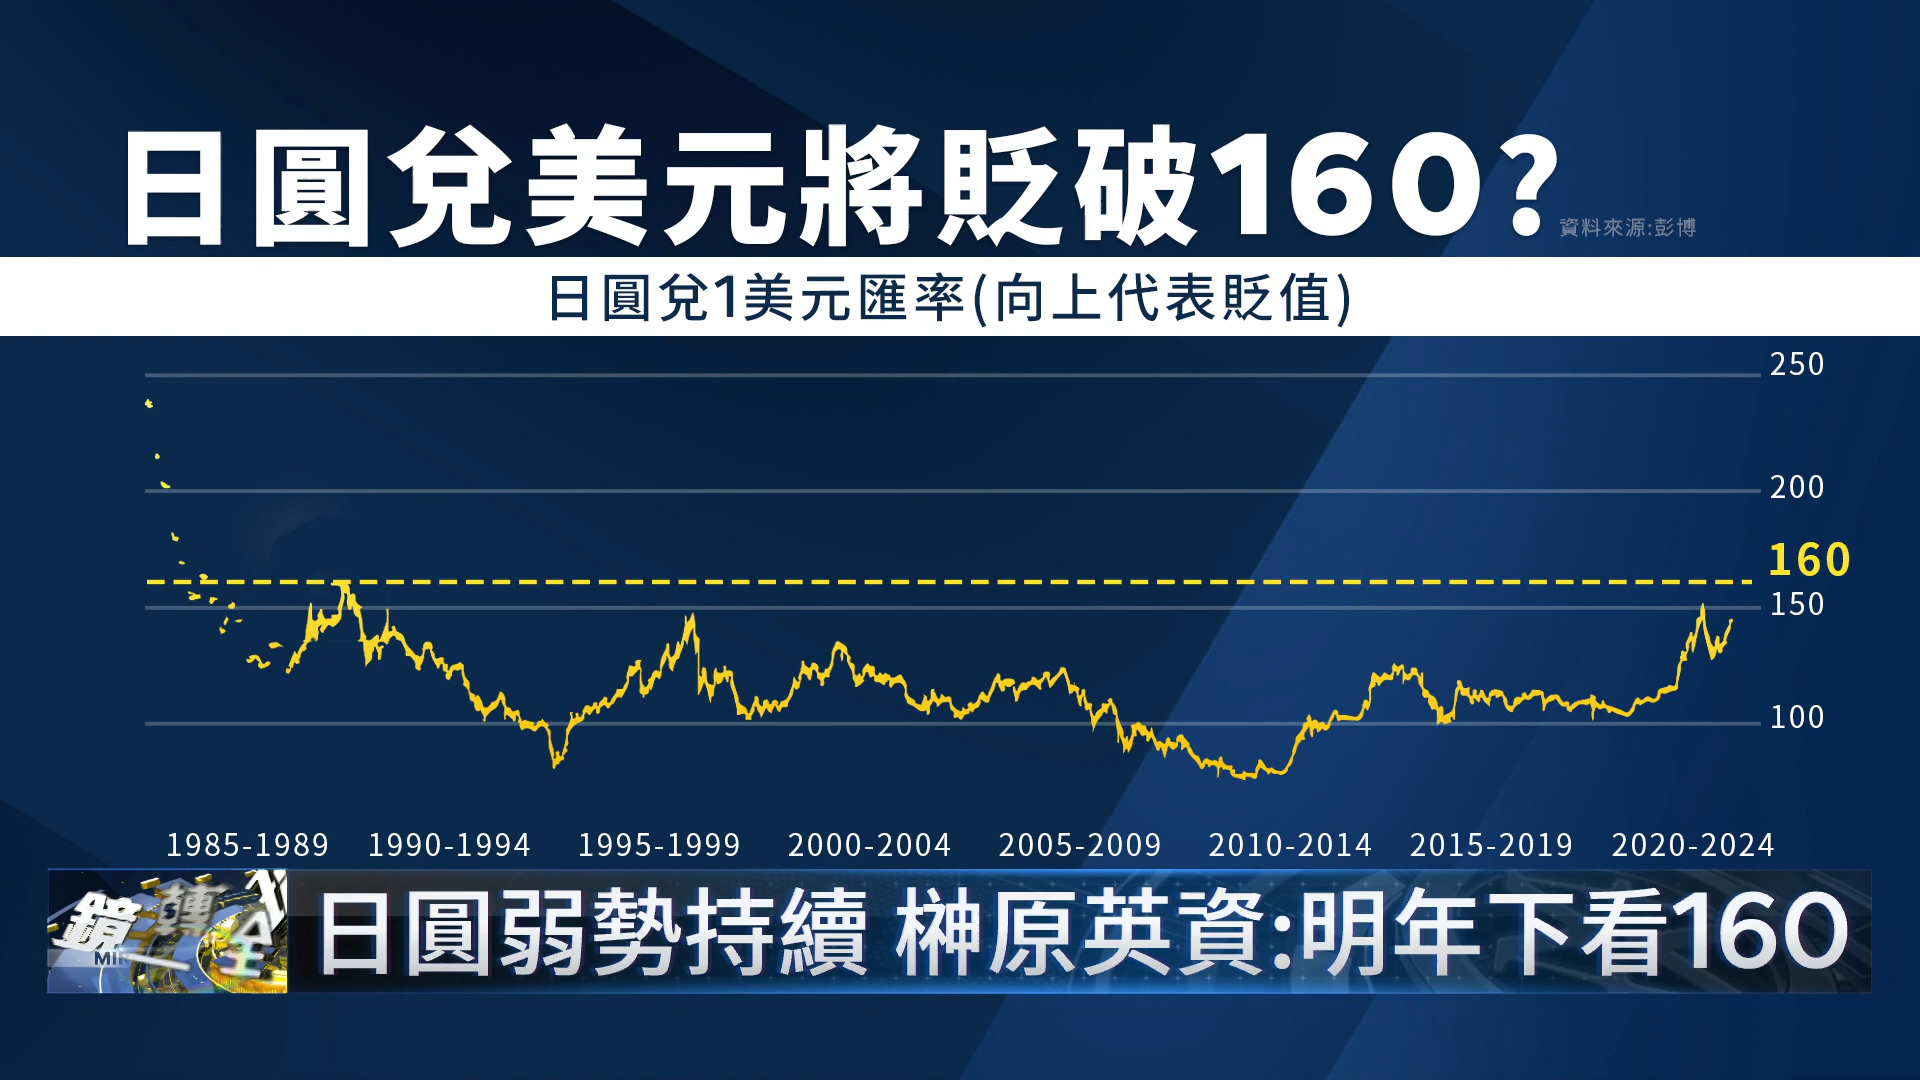 日圓兌美元將貶破160?
資料來源:彭博
日圓兌1美元匯率(向上代表貶值)
250
200
160
150
100
1985-1989 1990-1994 1995-1999 2000-2004 2005-2009 2010-2014 2015-2019 2020-2024
鏡轉全
日圓弱勢持續 榊原英資:明年下看160